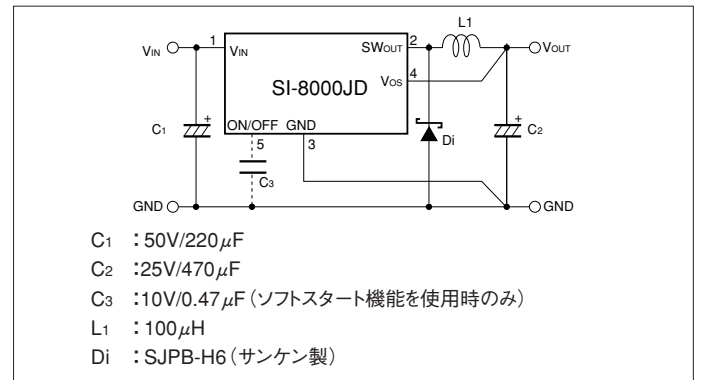 L1
VIN 1 VIN SWOUT 2 VOUT
VOS 4
SI-8000JD
C1 + ON/OFF GND Di + C2
5 3
C3
GND GND
C1 :50V/220μF
C2 :25V/470μF
C3 :10V/0.47μF(ソフトスタート機能を使用時のみ)
L1 :100μH
Di :SJPB-H6(サンケン製)